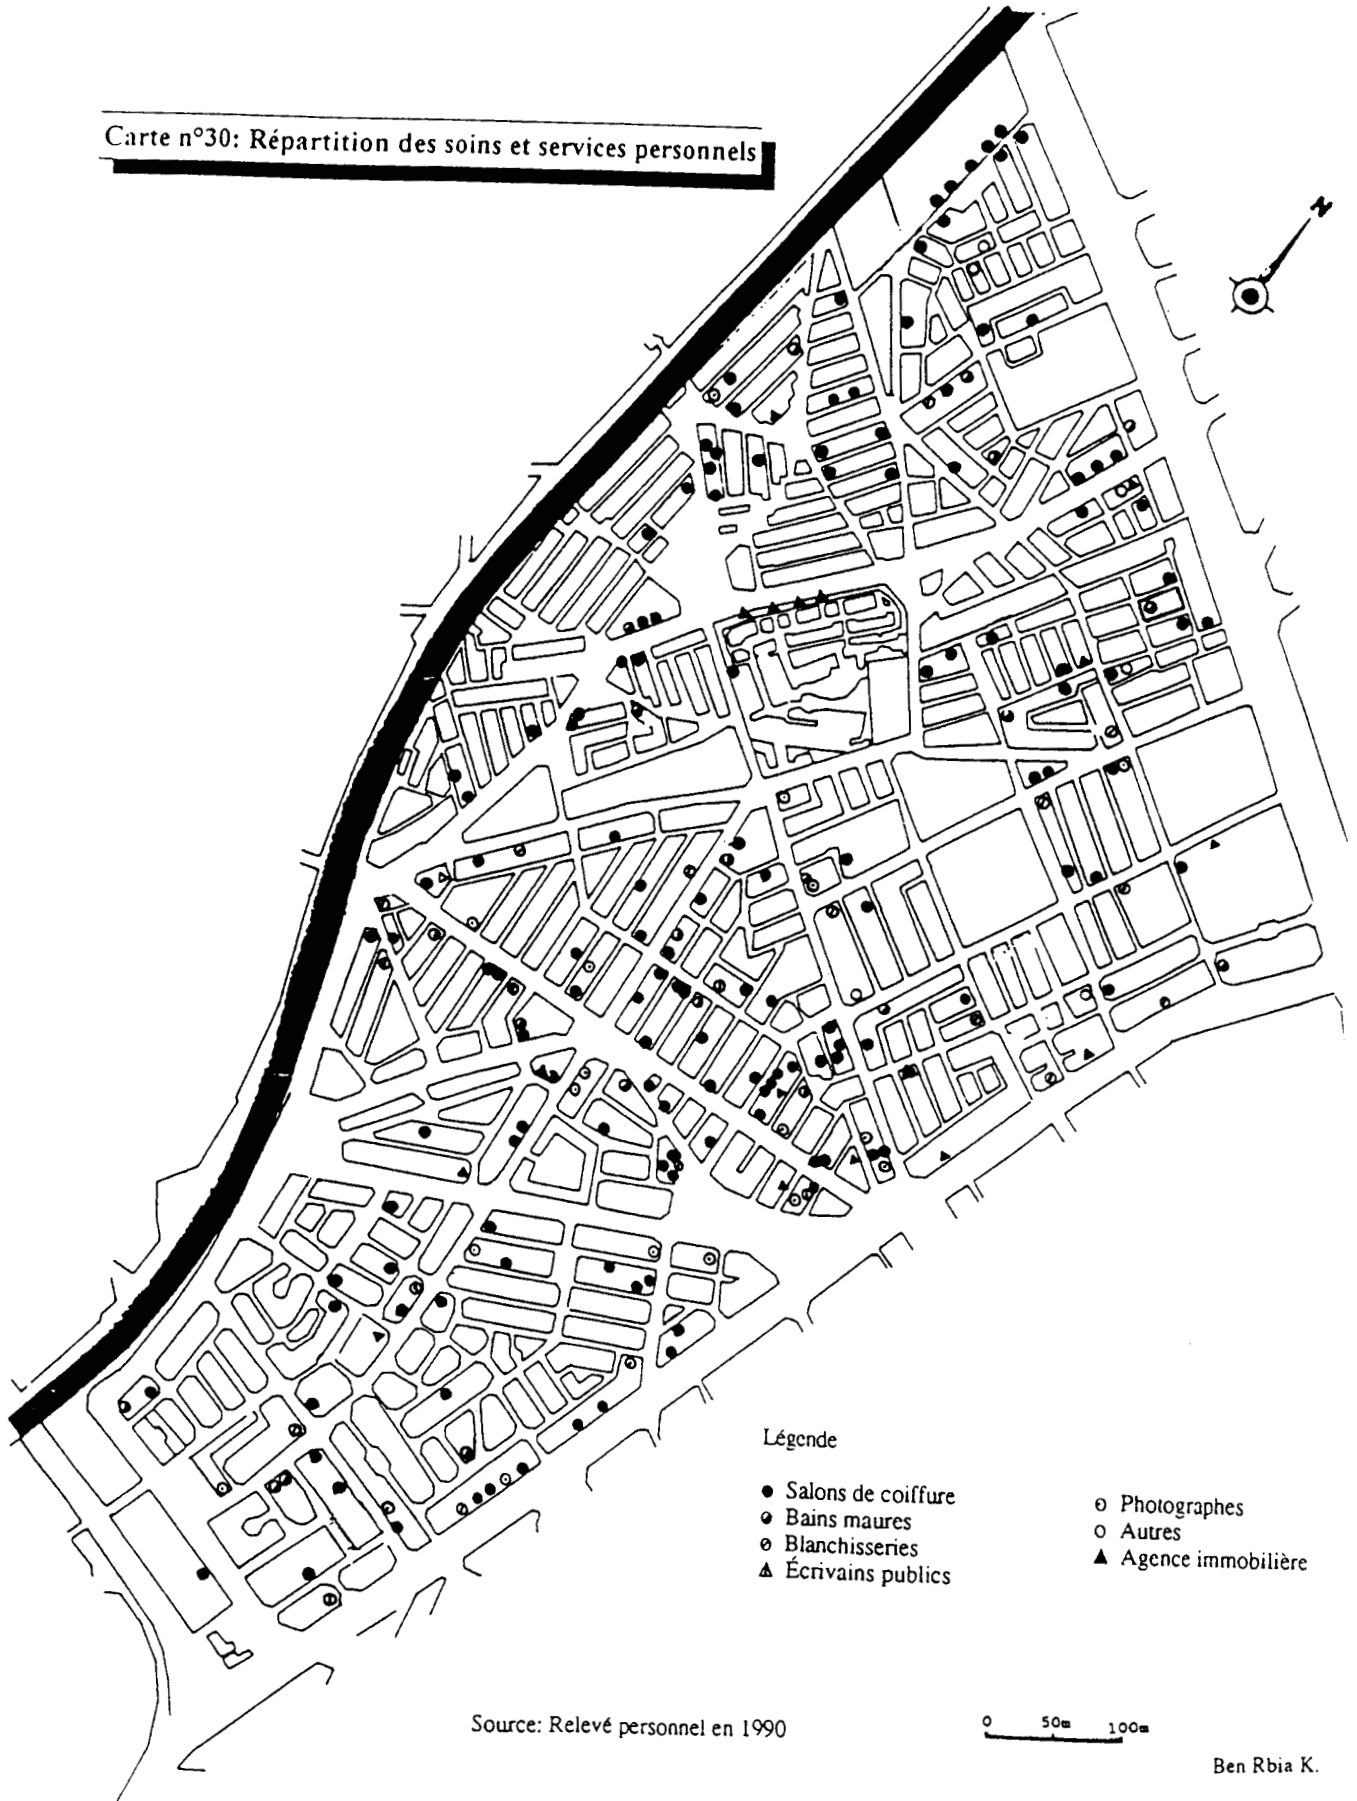 Carte n°30: Répartition des soins et services personnels
N
Légende
Salons de coiffure
Bains maures
Blanchisseries
Écrivains publics
Photographes
Autres
Agence immobilière
Source: Relevé personnel en 1990
0 50m 100m
Ben Rbia K.